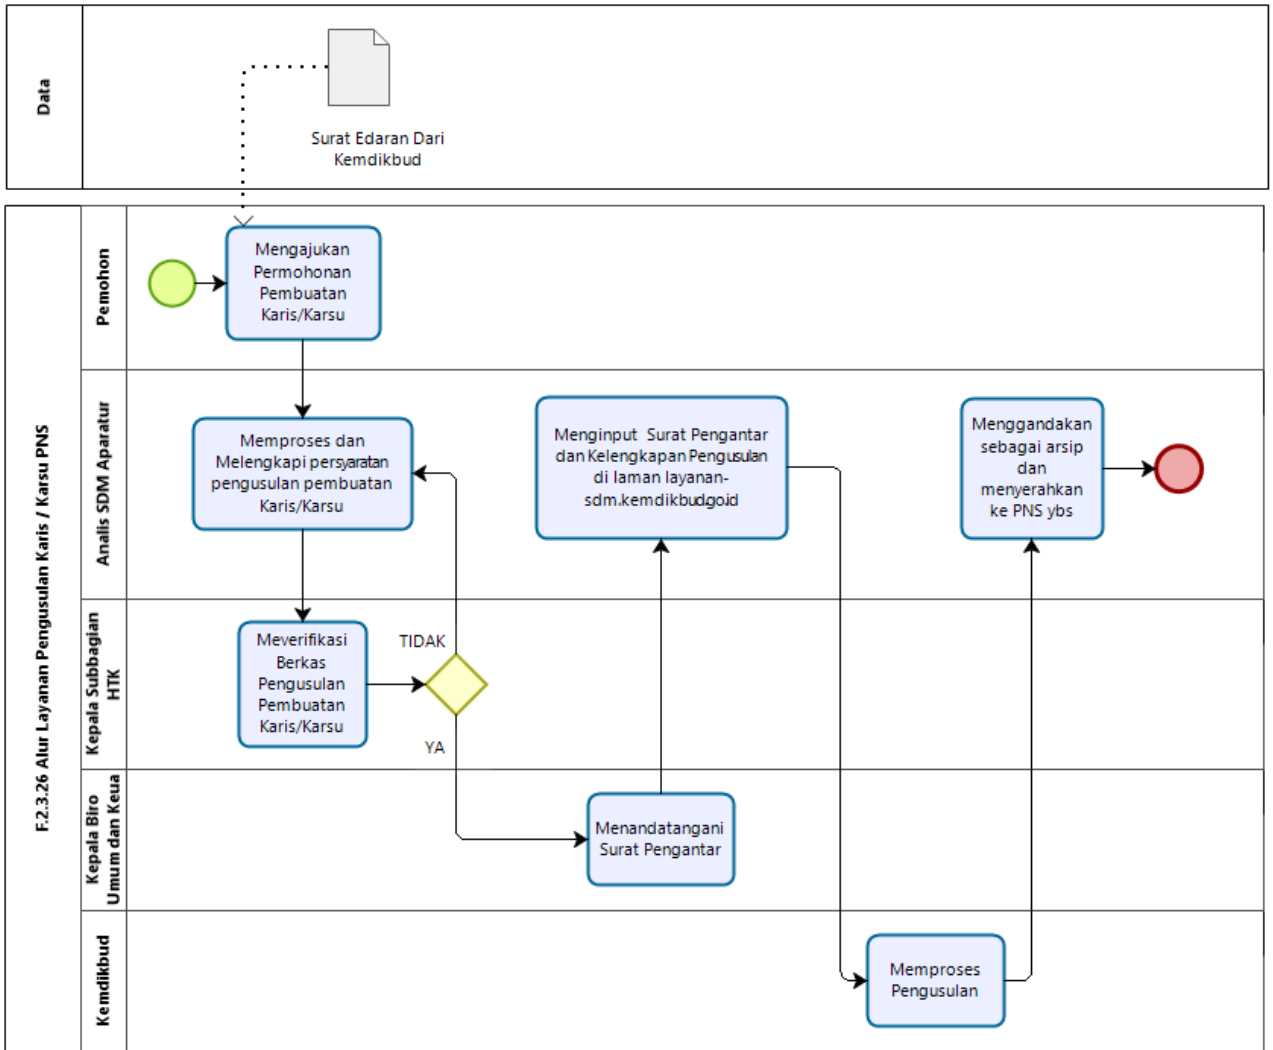 Data
Surat Edaran Dari
Kemdikbud
F.2.3.26 Alur Layanan Pengusulan Karis / Karsu PNS
Pemohon
Mengajukan
Permohonan
Pembuatan
Karis/Karsu
Analis SDM Aparatur
Memproses dan
Melengkapi persyaratan
pengusulan pembuatan
Karis/Karsu
Menginput Surat Pengantar
dan Kelengkapan Pengusulan
di laman layanan-
sdm.kemdikbud.go.id
Menggandakan
sebagai arsip
dan
menyerahkan
ke PNS ybs
Kepala Subbagian
HTK
Meverifikasi
Berkas
Pengusulan
Pembuatan
Karis/Karsu
TIDAK
YA
Kepala Biro
Umum dan Keua
Menandatangani
Surat Pengantar
Kemdikbud
Memproses
Pengusulan